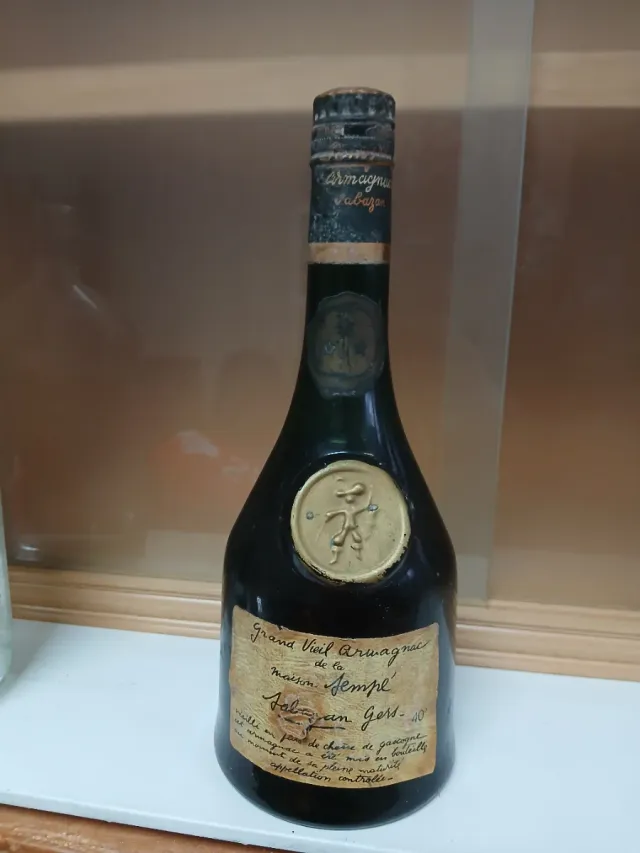 Armagnac
Sabazan
Grand Vieil Armagnac
de la
maison Sempé
Sabazan Gers - 40°
vieilli en fût de chêne de gascogne
cet armagnac a été mis en bouteille
au moment de sa pleine maturité
appellation contrôlée -